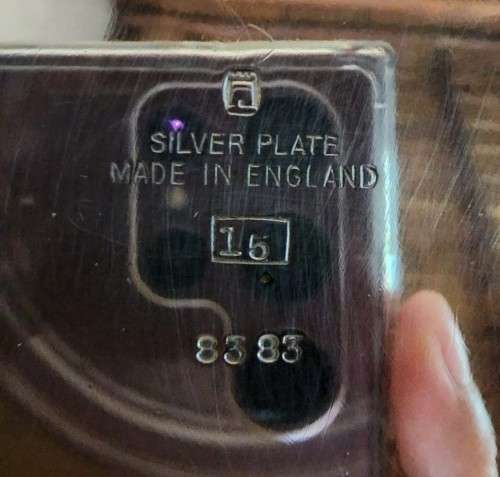 SILVER PLATE
MADE IN ENGLAND
15
8383